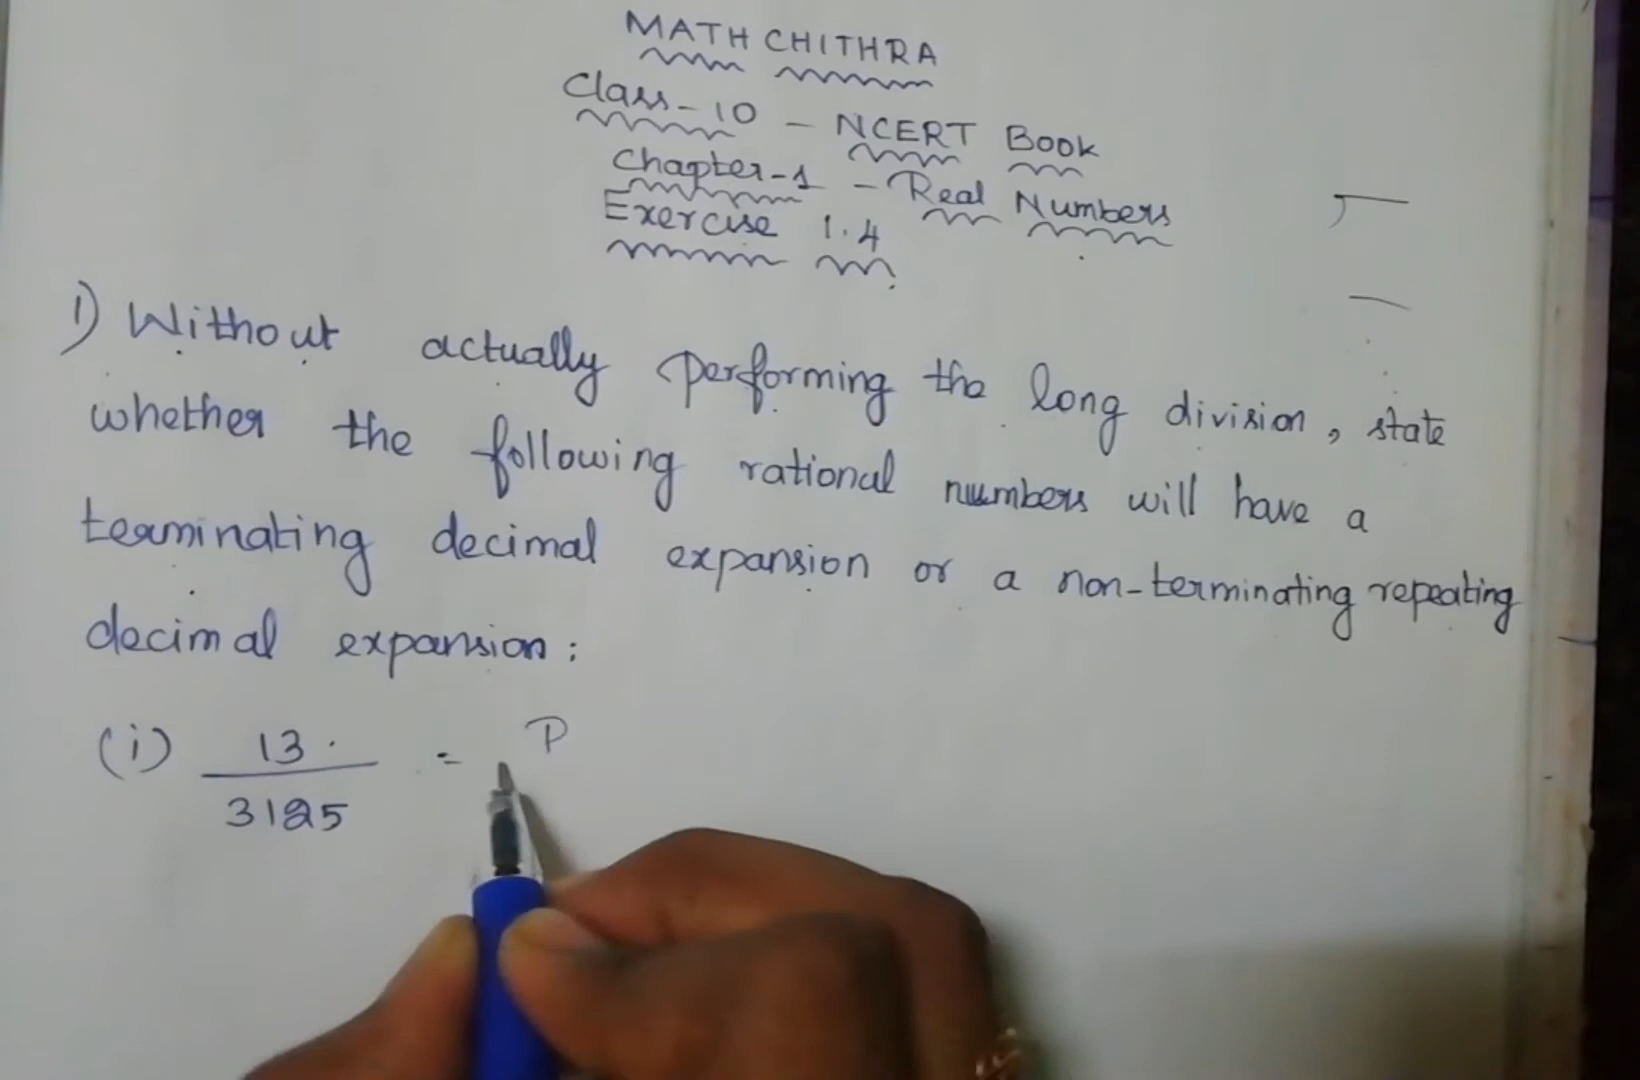 MATH CHITHRA
Class-10 - NCERT Book
Chapter-1 - Real Numbers
Exercise 1.4
1) Without actually performing the long division, state
whether the following rational numbers will have a
terminating decimal expansion or a non-terminating repeating
decimal expansion:
(i) 13 = P
3125